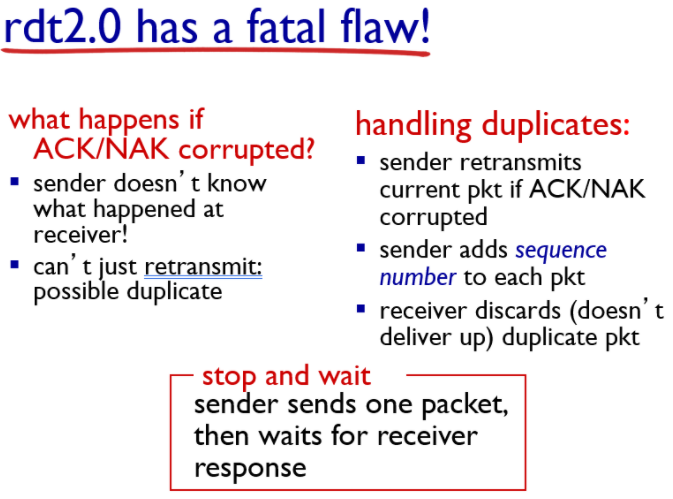 rdt2.0 has a fatal flaw!
what happens if
ACK/NAK corrupted?
▪ sender doesn't know
what happened at
receiver!
▪ can't just retransmit:
possible duplicate
handling duplicates:
▪ sender retransmits
current pkt if ACK/NAK
corrupted
▪ sender adds sequence
number to each pkt
▪ receiver discards (doesn't
deliver up) duplicate pkt
stop and wait
sender sends one packet,
then waits for receiver
response